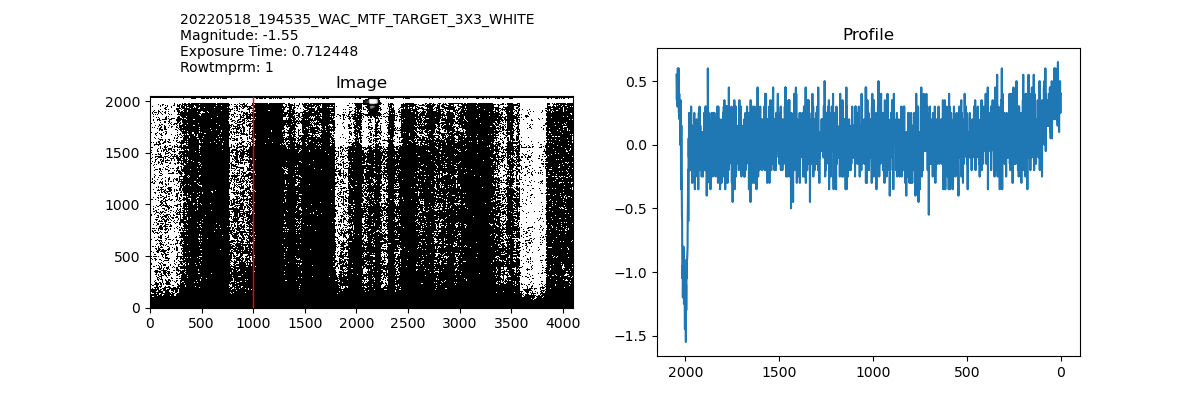 20220518_194535_WAC_MTF_TARGET_3X3_WHITE
Magnitude: -1.55
Exposure Time: 0.712448
Rowtmprm: 1
Image
2000
1500
1000
500
0
0 500 1000 1500 2000 2500 3000 3500 4000
Profile
0.5
0.0
−0.5
−1.0
−1.5
2000 1500 1000 500 0